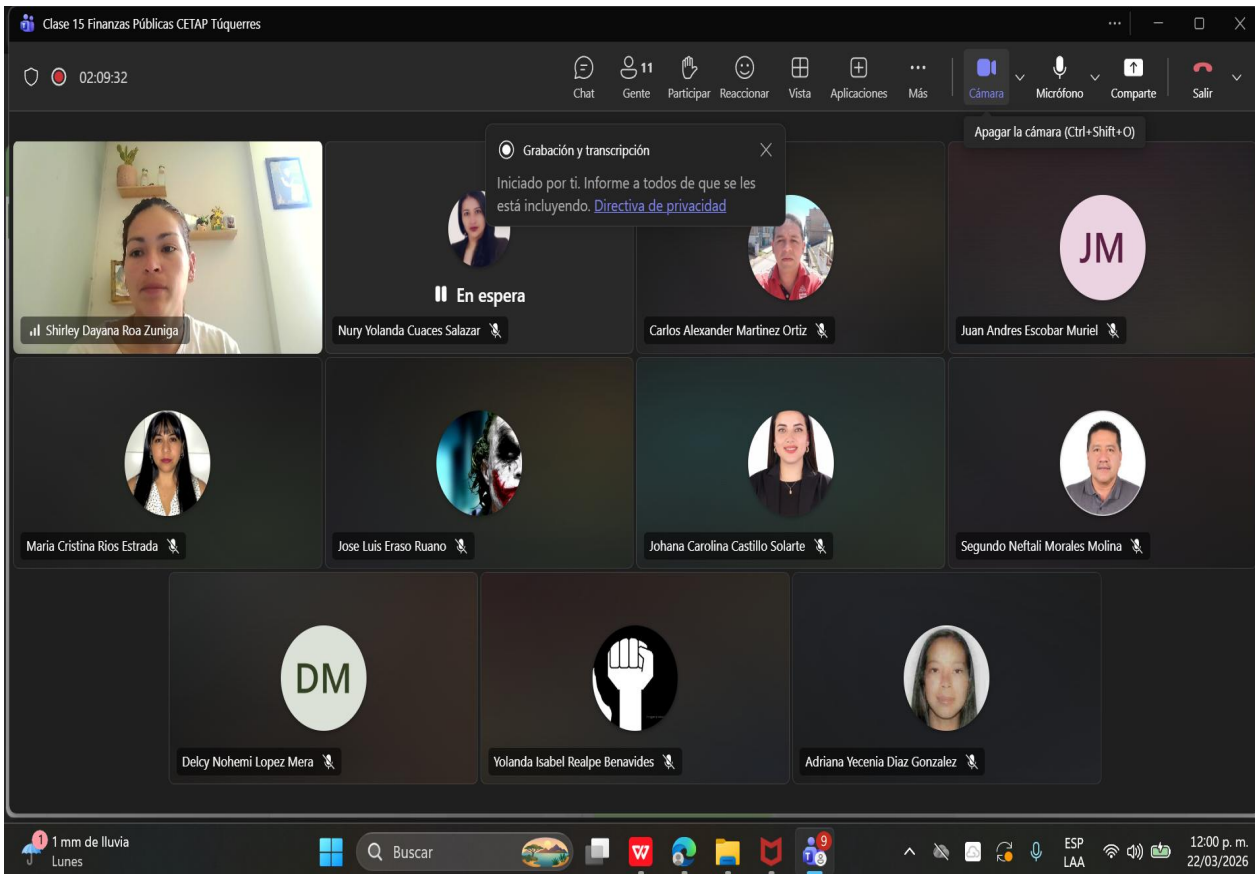 Clase 15 Finanzas Públicas CETAP Túquerres
02:09:32
Chat
11
Gente
Participar
Reaccionar
Vista
Aplicaciones
Más
Cámara
Micrófono
Comparte
Salir
Apagar la cámara (Ctrl+Shift+O)
Grabación y transcripción
Iniciado por ti. Informe a todos de que se les
está incluyendo. Directiva de privacidad
JM
En espera
Shirley Dayana Roa Zuniga
Nury Yolanda Cuaces Salazar
Carlos Alexander Martinez Ortiz
Juan Andres Escobar Muriel
Maria Cristina Rios Estrada
Jose Luis Eraso Ruano
Johana Carolina Castillo Solarte
Segundo Neftali Morales Molina
DM
Delcy Nohemi Lopez Mera
Yolanda Isabel Realpe Benavides
Adriana Yecenia Diaz Gonzalez
1
1 mm de lluvia
Lunes
Buscar
W
9
ESP
LAA
12:00 p. m.
22/03/2026